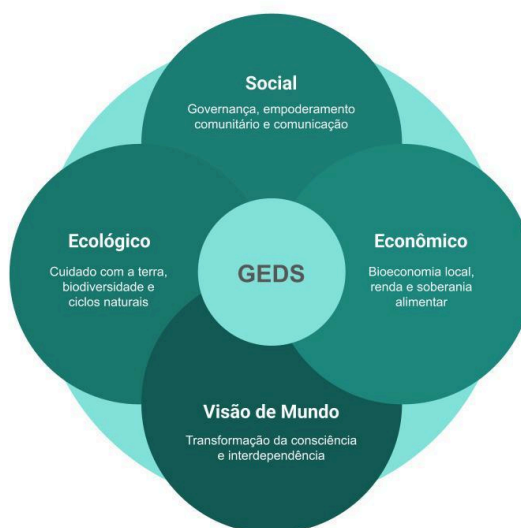 Social
Governança, empoderamento
comunitário e comunicação
Ecológico
Cuidado com a terra,
biodiversidade e
ciclos naturais
GEDS
Econômico
Bioeconomia local,
renda e soberania
alimentar
Visão de Mundo
Transformação da consciência
e interdependência